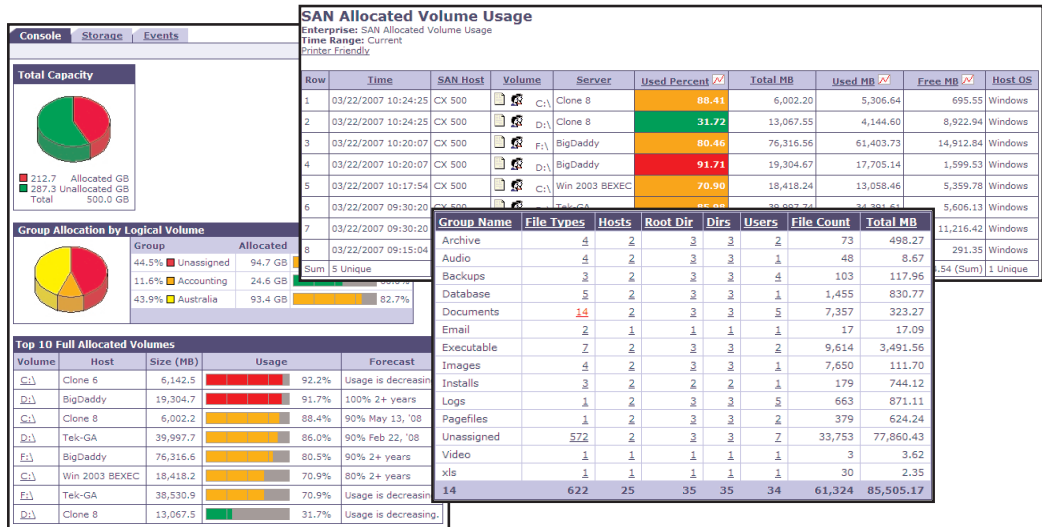 Console Storage Events
Total Capacity
212.7 Allocated GB
287.3 Unallocated GB
Total 500.0 GB
Group Allocation by Logical Volume
Group Allocated
44.5% Unassigned 94.7 GB
11.6% Accounting 24.6 GB
43.9% Australia 93.4 GB 82.7%
Top 10 Full Allocated Volumes
Volume Host Size (MB) Usage Forecast
C:\ Clone 6 6,142.5 92.2% Usage is decreasin
D:\ BigDaddy 19,304.7 91.7% 100% 2+ years
C:\ Clone 8 6,002.2 88.4% 90% May 13, '08
D:\ Tek-GA 39,997.7 86.0% 90% Feb 22, '08
F:\ BigDaddy 76,316.6 80.5% 90% 2+ years
C:\ Win 2003 BEXEC 18,418.2 70.9% 80% 2+ years
F:\ Tek-GA 38,530.9 70.9% Usage is decreasin
D:\ Clone 8 13,067.5 31.7% Usage is decreasing.
SAN Allocated Volume Usage
Enterprise: SAN Allocated Volume Usage
Time Range: Current
Printer Friendly
Row Time SAN Host Volume Server Used Percent Total MB Used MB Free MB Host OS
1 03/22/2007 10:24:25 CX 500 C:\ Clone 8 88.41 6,002.20 5,306.64 695.55 Windows
2 03/22/2007 10:24:25 CX 500 D:\ Clone 8 31.72 13,067.55 4,144.60 8,922.94 Windows
3 03/22/2007 10:20:07 CX 500 F:\ BigDaddy 80.46 76,316.56 61,403.73 14,912.84 Windows
4 03/22/2007 10:20:07 CX 500 D:\ BigDaddy 91.71 19,304.67 17,705.14 1,599.53 Windows
5 03/22/2007 10:17:54 CX 500 C:\ Win 2003 BEXEC 70.90 18,418.24 13,058.46 5,359.78 Windows
6 03/22/2007 09:30:20 CX 500 Tek-GA 85.98 39,997.74 34,391.61 5,606.13 Windows
7 03/22/2007 09:30:20 11,216.42 Windows
8 03/22/2007 09:15:04 291.35 Windows
Sum 5 Unique .54 (Sum) 1 Unique
Group Name File Types Hosts Root Dir Dirs Users File Count Total MB
Archive 4 2 3 3 2 73 498.27
Audio 4 2 3 3 1 48 8.67
Backups 3 2 3 3 4 103 117.96
Database 5 2 3 3 1 1,455 830.77
Documents 14 2 3 3 5 7,357 323.27
Email 2 1 1 1 1 17 17.09
Executable 7 2 3 3 2 9,614 3,491.56
Images 4 2 3 3 1 7,650 111.70
Installs 3 2 2 2 1 179 744.12
Logs 1 2 3 3 5 663 871.11
Pagefiles 1 2 3 3 2 379 624.24
Unassigned 572 2 3 3 7 33,753 77,860.43
Video 1 1 1 1 1 3 3.62
xls 1 1 1 1 1 30 2.35
14 622 25 35 35 34 61,324 85,505.17